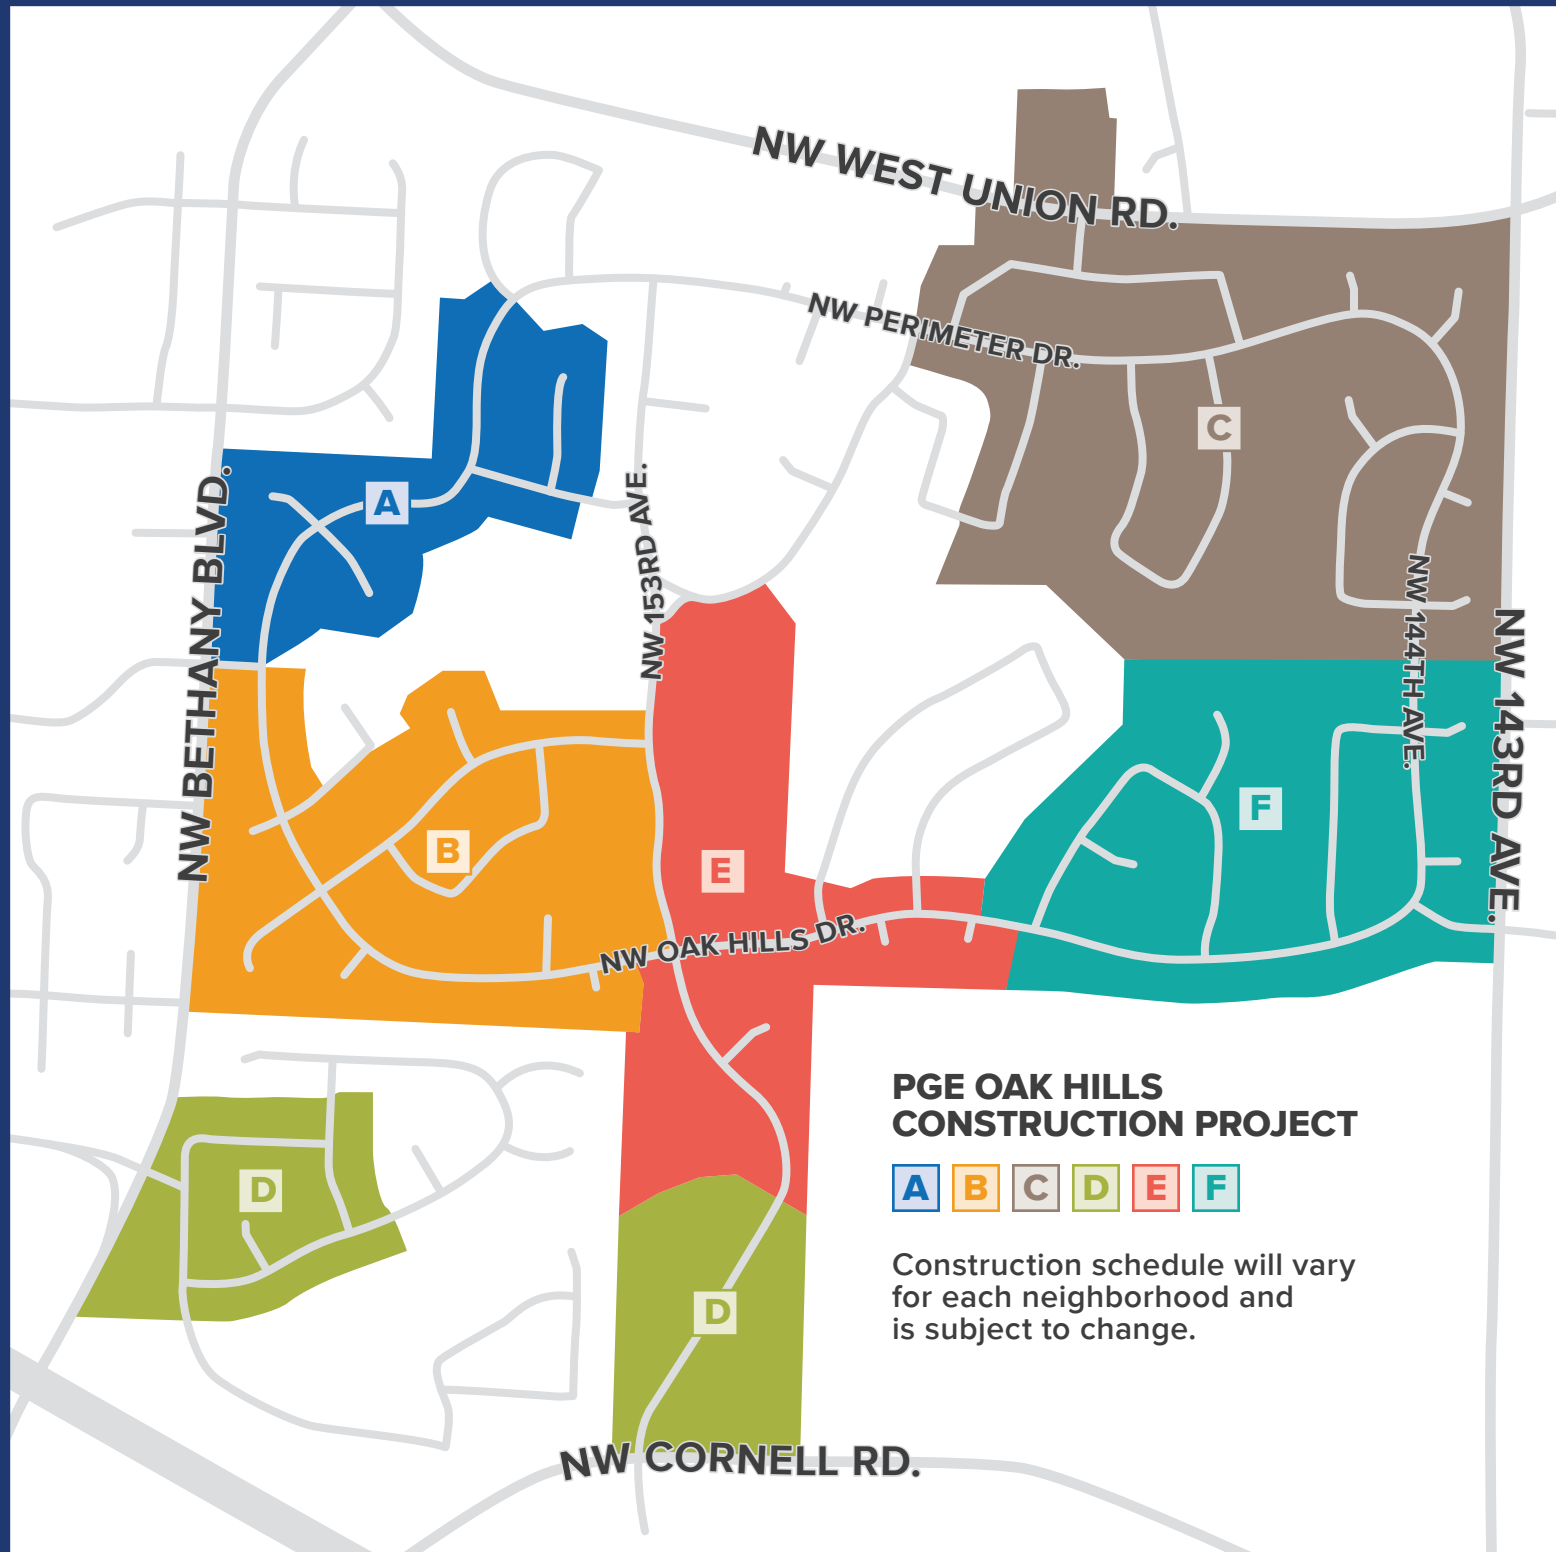 NW WEST UNION RD.
NW PERIMETER DR.
C
A
NW BETHANY BLVD.
NW 153RD AVE.
NW 144TH AVE.
NW 143RD AVE.
F
B
E
NW OAK HILLS DR.
PGE OAK HILLS
CONSTRUCTION PROJECT
A B C D E F
D
Construction schedule will vary
for each neighborhood and
is subject to change.
D
NW CORNELL RD.